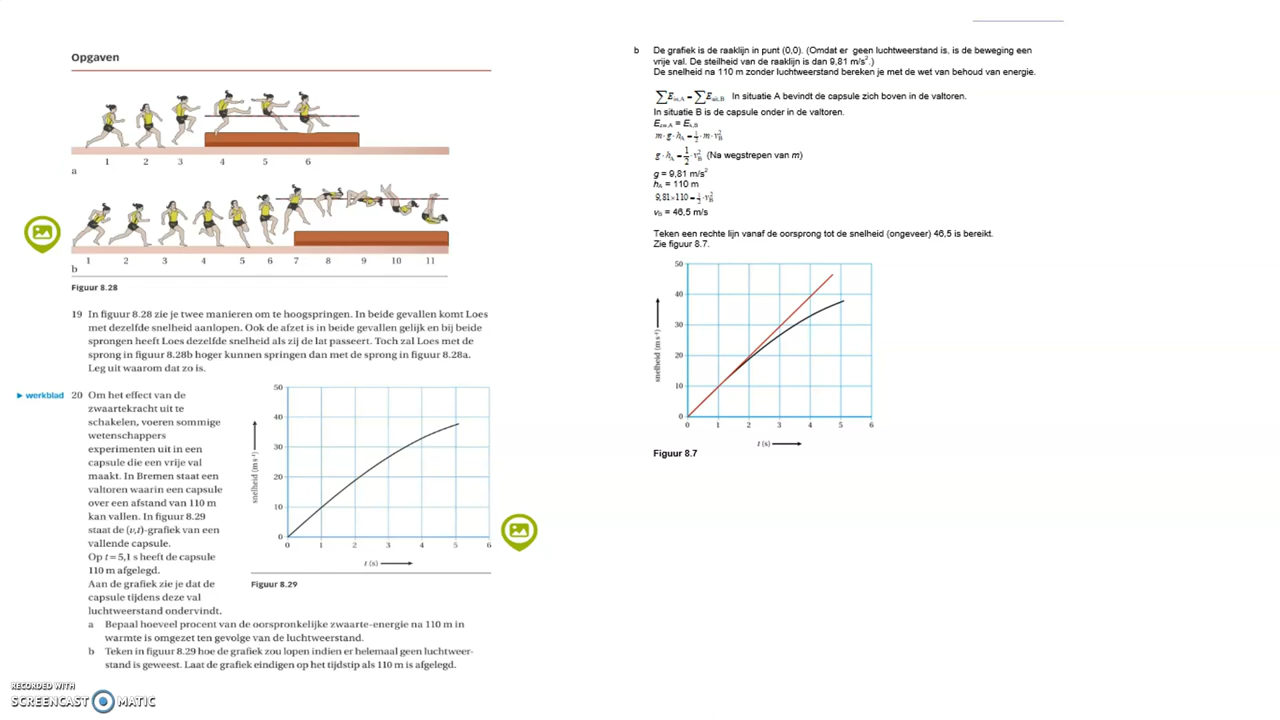 Opgaven
1 2 3 4 5 6
a
1 2 3 4 5 6 7 8 9 10 11
b
Figuur 8.28
19 In figuur 8.28 zie je twee manieren om te hoogspringen. In beide gevallen komt Loes
met dezelfde snelheid aanlopen. Ook de afzet is in beide gevallen gelijk en bij beide
sprongen heeft Loes dezelfde snelheid als zij de lat passeert. Toch zal Loes met de
sprong in figuur 8.28b hoger kunnen springen dan met de sprong in figuur 8.28a.
Leg uit waarom dat zo is.
▶ werkblad 20 Om het effect van de
zwaartekracht uit te
schakelen, voeren sommige
wetenschappers
experimenten uit in een
capsule die een vrije val
maakt. In Bremen staat een
valtoren waarin een capsule
over een afstand van 110 m
kan vallen. In figuur 8.29
staat de (v,t)-grafiek van een
vallende capsule.
Op t = 5,1 s heeft de capsule
110 m afgelegd.
Aan de grafiek zie je dat de
capsule tijdens deze val
luchtweerstand ondervindt.
50
40
30
20
10
0
snelheid (m s⁻¹)
0 1 2 3 4 5 6
t (s)
Figuur 8.29
a Bepaal hoeveel procent van de oorspronkelijke zwaarte-energie na 110 m in
warmte is omgezet ten gevolge van de luchtweerstand.
b Teken in figuur 8.29 hoe de grafiek zou lopen indien er helemaal geen luchtweer-
stand is geweest. Laat de grafiek eindigen op het tijdstip als 110 m is afgelegd.
RECORDED WITH
SCREENCAST MATIC
b De grafiek is de raaklijn in punt (0,0). (Omdat er geen luchtweerstand is, is de beweging een
vrije val. De steilheid van de raaklijn is dan 9,81 m/s².)
De snelheid na 110 m zonder luchtweerstand bereken je met de wet van behoud van energie.
∑E in,A = ∑E uit,B In situatie A bevindt de capsule zich boven in de valtoren.
In situatie B is de capsule onder in de valtoren.
Ezw,A = Ek,B
m · g · hA = ½ · m · vB²
g · hA = ½ · vB² (Na wegstrepen van m)
g = 9,81 m/s²
hA = 110 m
9,81×110 = ½ · vB²
vB = 46,5 m/s
Teken een rechte lijn vanaf de oorsprong tot de snelheid (ongeveer) 46,5 is bereikt.
Zie figuur 8.7.
50
40
30
20
10
0
snelheid (m s⁻¹)
0 1 2 3 4 5 6
t (s)
Figuur 8.7